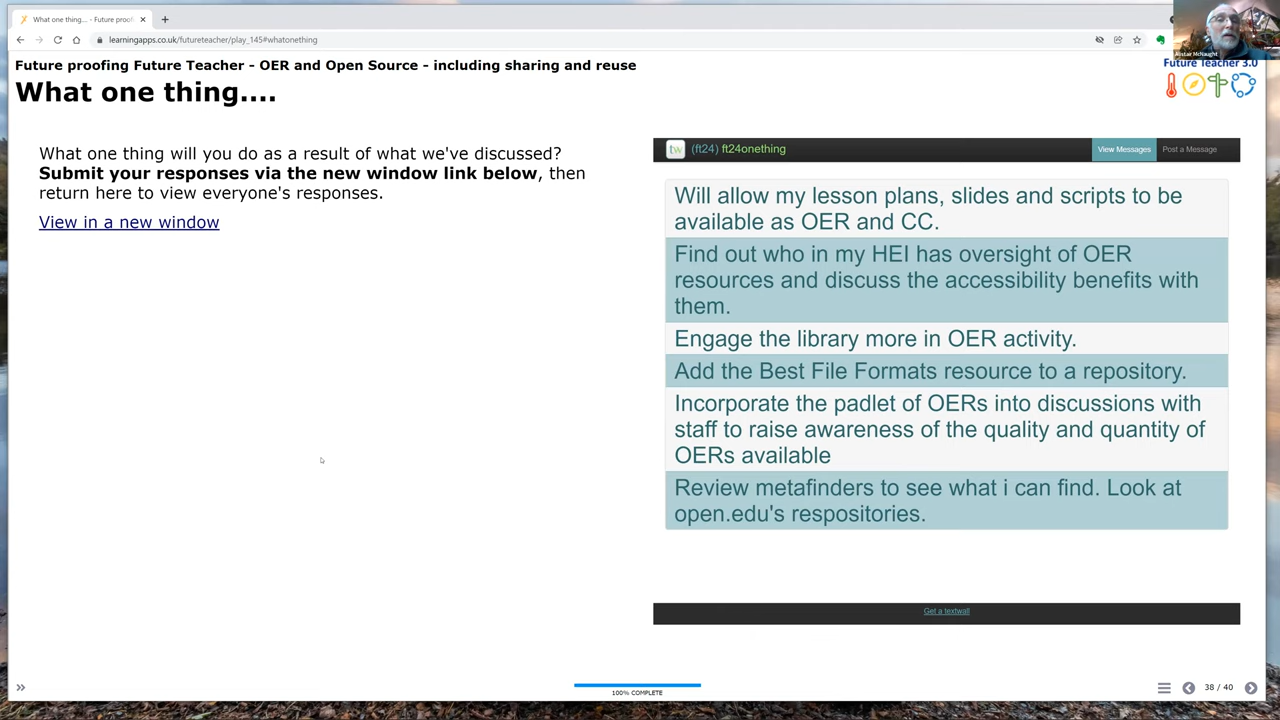 What one thing.... - Future proof
learningapps.co.uk/futureteacher/play_145#whatonething
Alistair McNaught
Future proofing Future Teacher - OER and Open Source - including sharing and reuse
Future Teacher 3.0
What one thing....
What one thing will you do as a result of what we've discussed?
Submit your responses via the new window link below, then
return here to view everyone's responses.
View in a new window
tw (ft24) ft24onething
View Messages
Post a Message
Will allow my lesson plans, slides and scripts to be
available as OER and CC.
Find out who in my HEI has oversight of OER
resources and discuss the accessibility benefits with
them.
Engage the library more in OER activity.
Add the Best File Formats resource to a repository.
Incorporate the padlet of OERs into discussions with
staff to raise awareness of the quality and quantity of
OERs available
Review metafinders to see what i can find. Look at
open.edu's respositories.
Get a textwall
100% COMPLETE
38 / 40